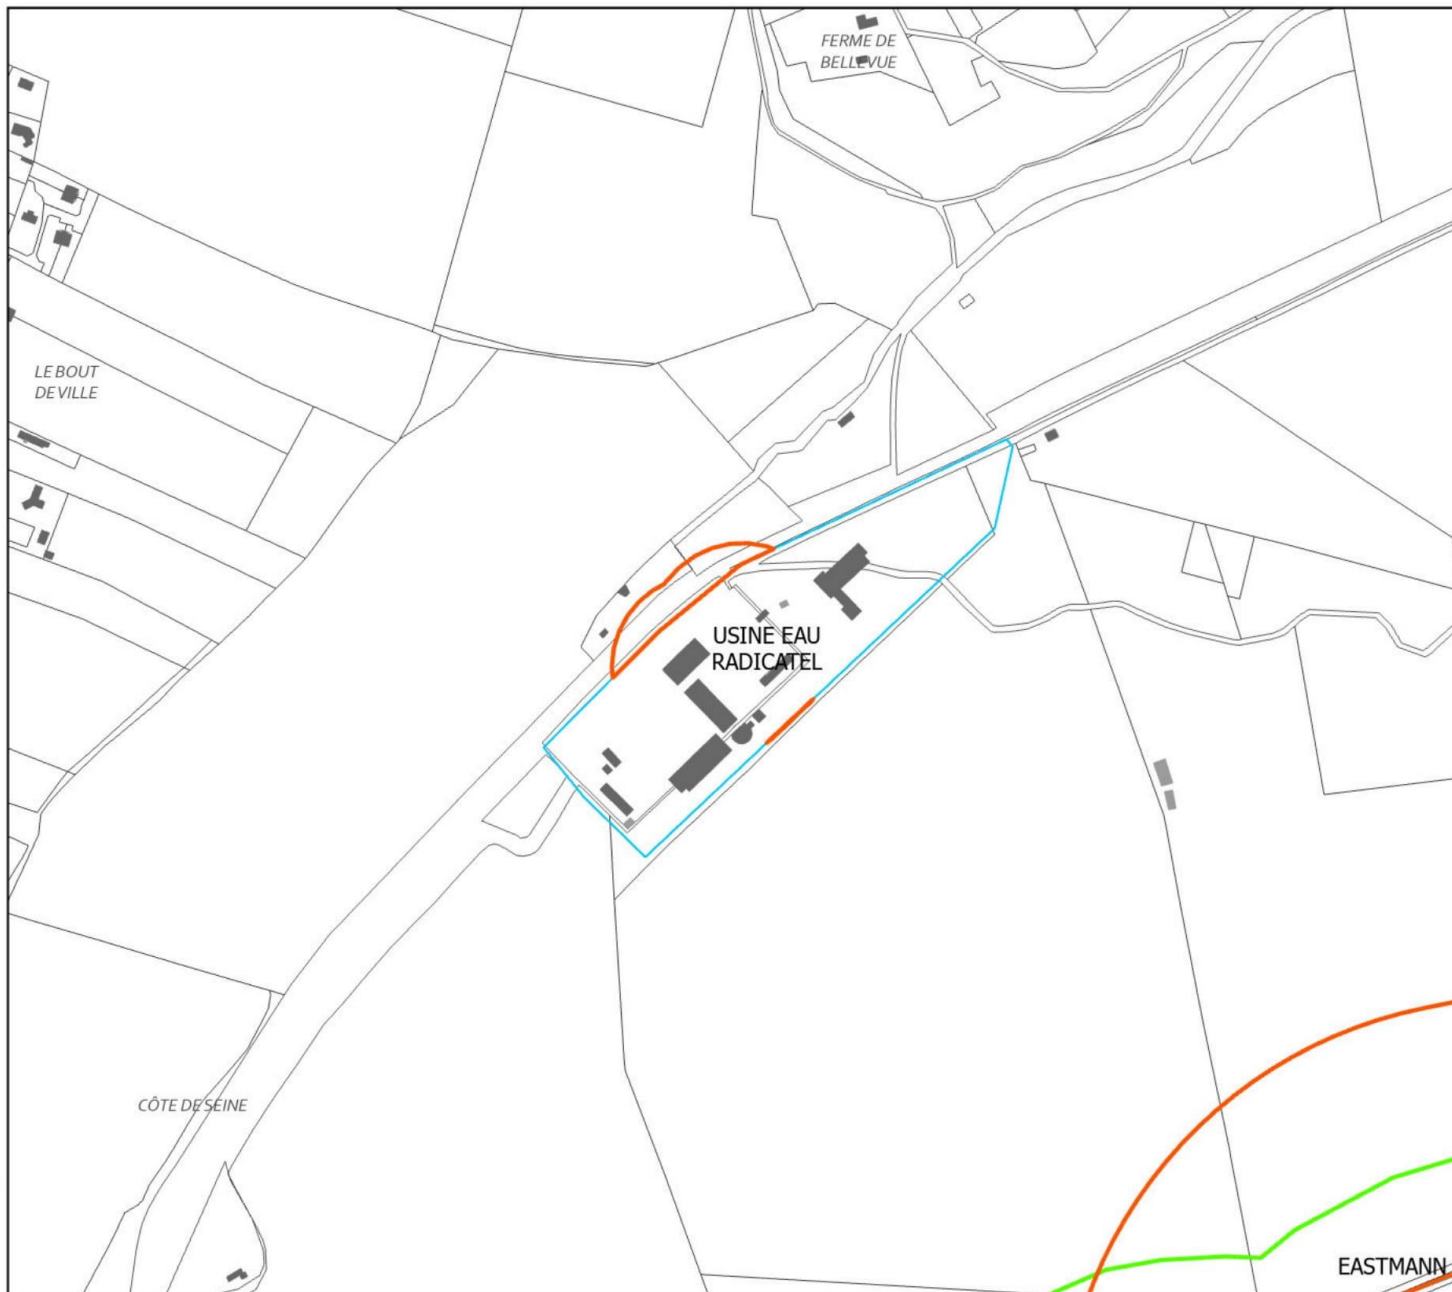 FERME DE
BELLEVUE
LE BOUT
DE VILLE
USINE EAU
RADICATEL
CÔTE DE SEINE
EASTMANN